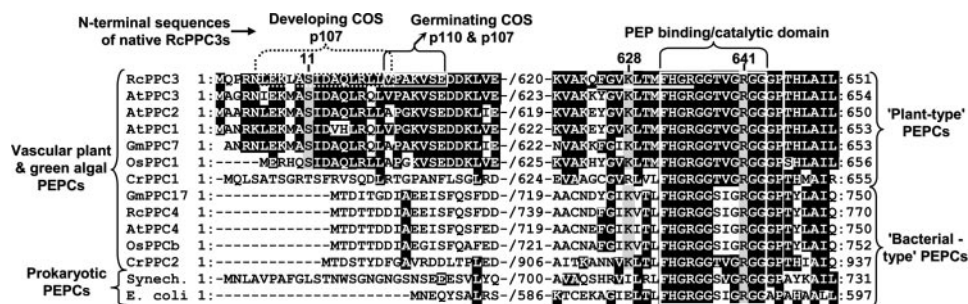 N-terminal sequences of native RcPPC3s
Developing COS p107
Germinating COS p110 & p107
PEP binding/catalytic domain
11
628
641
RcPPC3 1: MQPRNLEKLASIDAQLRLLVPAKVSEDDKLVE -/620- KVAKQFGVKLTMFHGRGGTVGRGGGPTHLAIL :651
AtPPC3 1: MAGRNIEKMASIDAQLRQLVPAKVSEDDKLVE -/623- KVAKKYGVKLTMFHGRGGTVGRGGGPTHLAIL :654
AtPPC2 1: MAARNLEKMASIDAQLRLLAPGKVSEDDKLIE -/619- KVAKEYGVKLTMFHGRGGTVGRGGGPTHLAIL :650
AtPPC1 1: MANRKLEKMASIDVHLRQLVPGKVSEDDKLVE -/622- KVAKEYGVKLTMFHGRGGTVGRGGGPTHLAIL :653
GmPPC7 1: ANRNLEKMASIDAQLRQLVPAKVSEDDKLVE -/622- KVAKKFGVKLTMFHGRGGTVGRGGGPTHLAIL :653
OsPPC1 1: -----MERHQSIDAQLRLLAPGKVSEDDKLVE -/625- KVAKHYGVKLTMFHGRGGTVGRGGGPSHLAIL :656
CrPPC1 1: MQLSATSGRTSFRVSQDLRTGPANFLSGLRD -/624- EVAAGCGVRLVLFHGRGGTVGRGGGPTHMAIR :655
GmPPC17 1: ------------MTDITGDIAEEISFQSFDD -/719- AACNDYGIKVTLFHGRGGSIGRGGGPTYLAIQ :750
RcPPC4 1: ------------MTDTTDDIAEEISFQSFDD -/739- AACNDFGIKVTLFHGRGGSIGRGGGPTYLAIQ :770
AtPPC4 1: ------------MTDTTDDIAEEISFQSFED -/719- AACNEFGIKITLFHGRGGSIGRGGGPTYLAIQ :750
OsPPCb 1: ------------MTDTTDDIAEGISFQAFED -/721- AACNAFGIKVTLFHGRGGSIGRGGGPTYLAIQ :752
CrPPC2 1: ------------MTDSTYDFGAVRDDLTFLED -/906- AITKANNVKLTLFHGRGGSIGRGGGPTHLAIQ :937
Synech. 1: MNLAVPAFGLSTNWSGNGNGSNSEEESVLYQ -/700- AVAQSHRVILRLFHGRGGSVGRGGGPAYKAIL :731
E. coli 1: --------------------MNEQYSALRS -/586- KTCEKAGIELTLFHGRGGSIGRGGAPAHAALL :597
Vascular plant & green algal PEPCs
Prokaryotic PEPCs
'Plant-type' PEPCs
'Bacterial - type' PEPCs